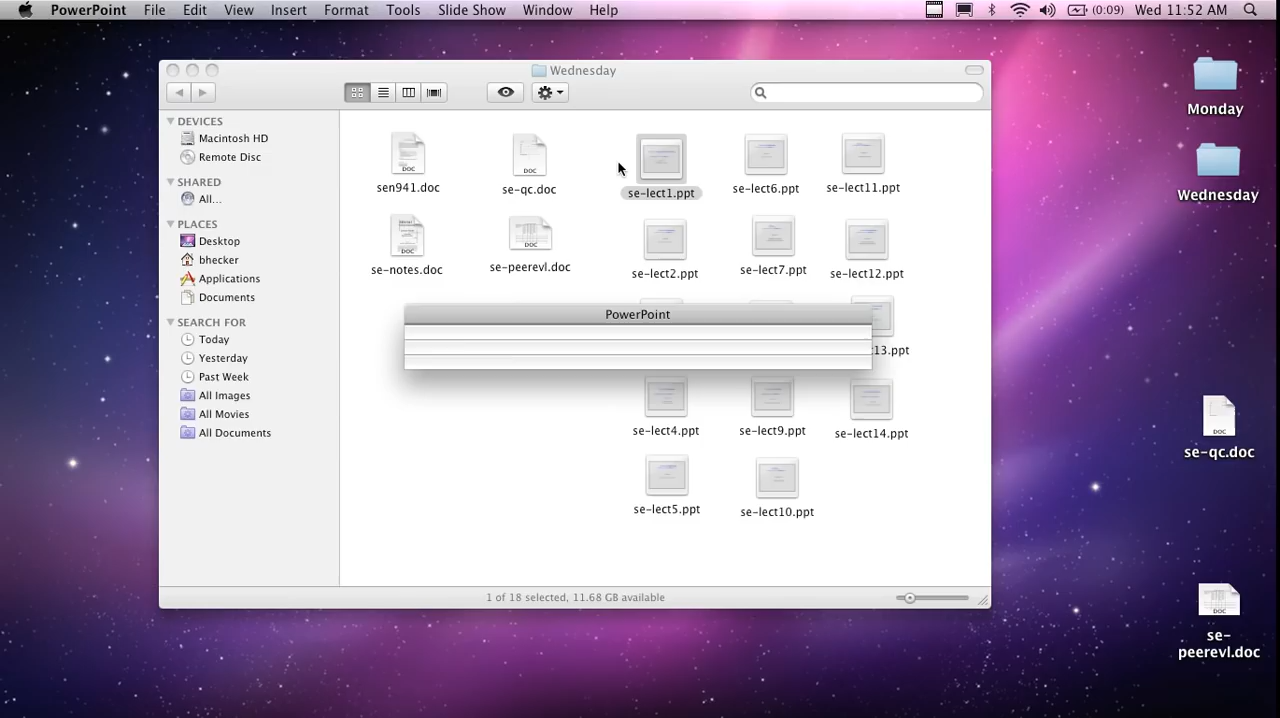 PowerPoint File Edit View Insert Format Tools Slide Show Window Help (0:09) Wed 11:52 AM
Wednesday
DEVICES
Macintosh HD
Remote Disc
SHARED
All...
PLACES
Desktop
bhecker
Applications
Documents
SEARCH FOR
Today
Yesterday
Past Week
All Images
All Movies
All Documents
sen941.doc
se-qc.doc
se-lect1.ppt
se-lect6.ppt
se-lect11.ppt
se-notes.doc
se-peerevl.doc
se-lect2.ppt
se-lect7.ppt
se-lect12.ppt
PowerPoint
t13.ppt
se-lect4.ppt
se-lect9.ppt
se-lect14.ppt
se-lect5.ppt
se-lect10.ppt
1 of 18 selected, 11.68 GB available
Monday
Wednesday
DOC
se-qc.doc
DOC
se-
peerevl.doc